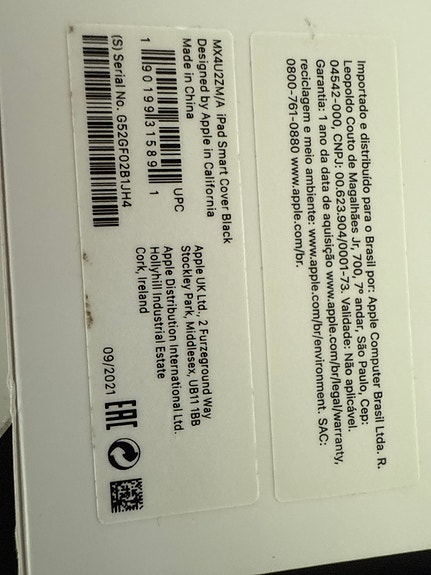 Importado e distribuído para o Brasil por: Apple Computer Brasil Ltda. R.
Leopoldo Couto de Magalhães Jr, 700, 7° andar, São Paulo, Cep:
04542-000, CNPJ: 00.623.904/0001-73. Validade: Não aplicável.
Garantia: 1 ano da data de aquisição www.apple.com/br/legal/warranty,
reciclagem e meio ambiente: www.apple.com/br/environment. SAC:
0800-761-0880 www.apple.com/br.
MX4U2ZM/A iPad Smart Cover Black
Designed by Apple in California
Made in China
1 90199 31589 1
UPC
(S) Serial No. G52GF02B1JH4
Apple UK Ltd., 2 Furzeground Way
Stockley Park, Middlesex, UB11 1BB
Apple Distribution International Ltd.
Hollyhill Industrial Estate
Cork, Ireland
09/2021
EAC